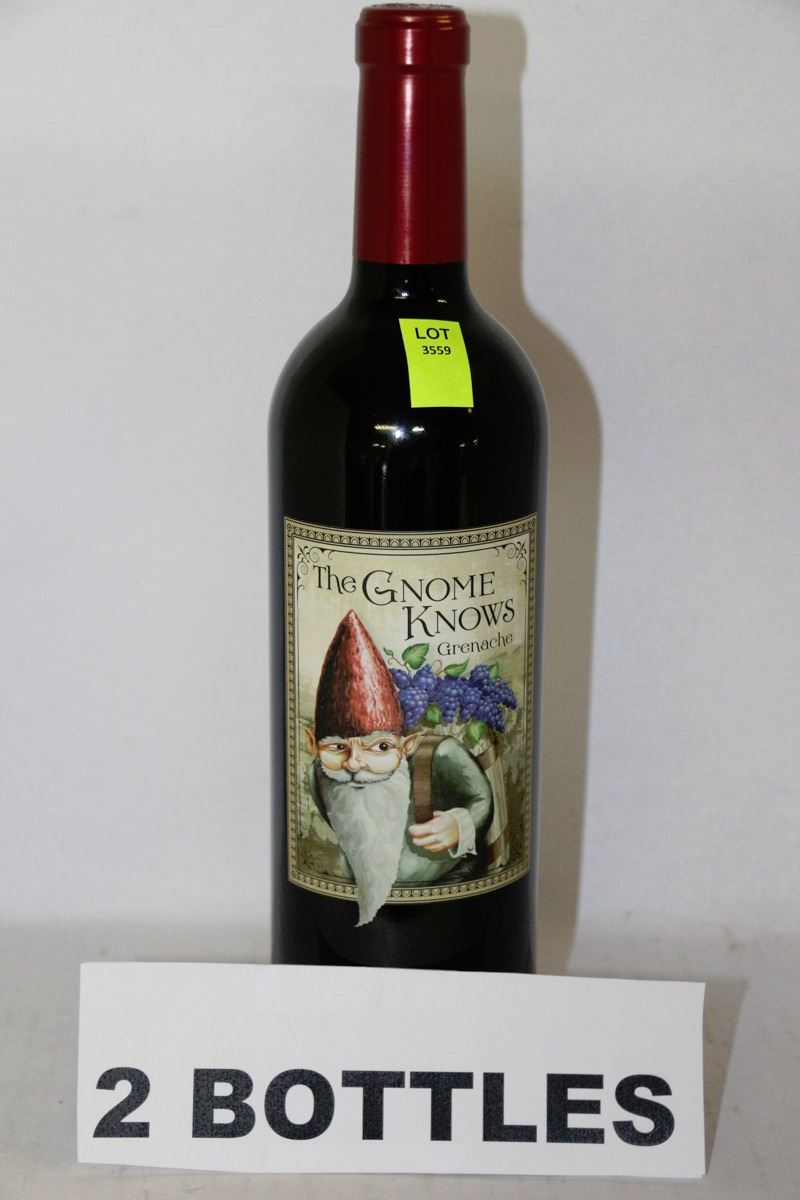 LOT
3559
The GNOME
KNOWS
Grenache
2 BOTTLES